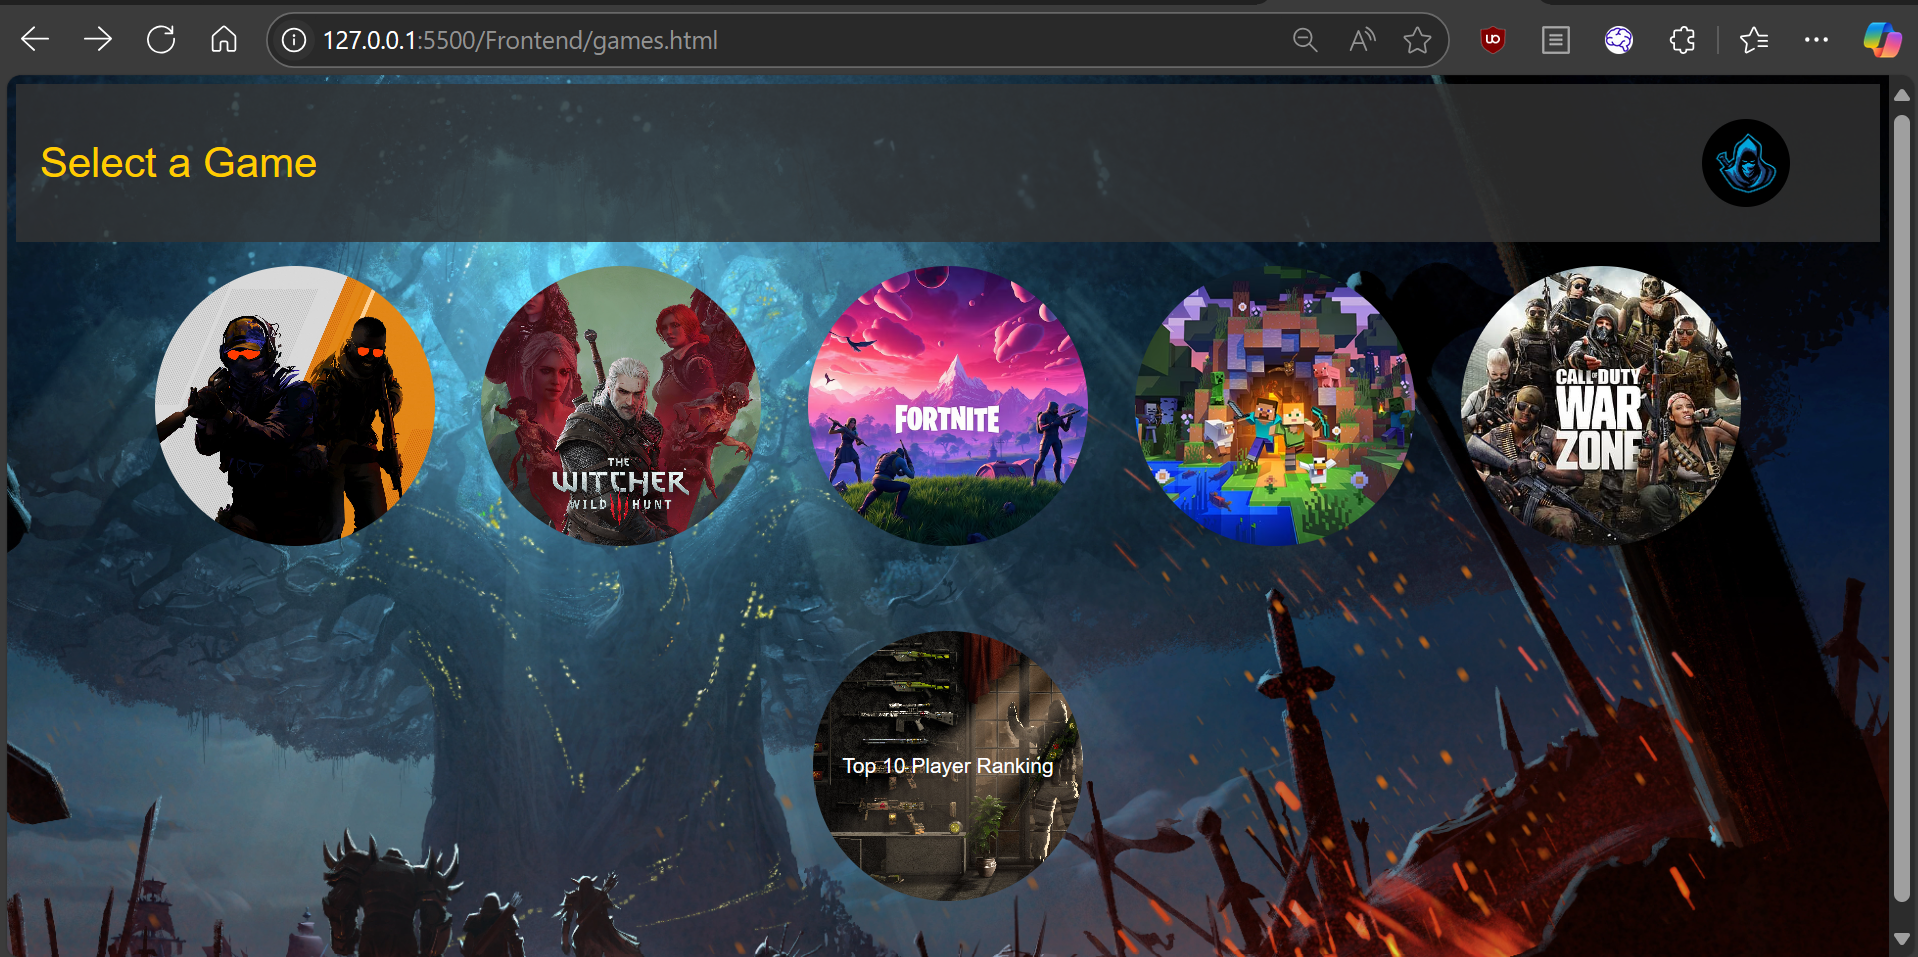 127.0.0.1:5500/Frontend/games.html
Select a Game
THE
WITCHER
WILD HUNT
FORTNITE
CALL OF DUTY
WAR
ZONE
Top 10 Player Ranking